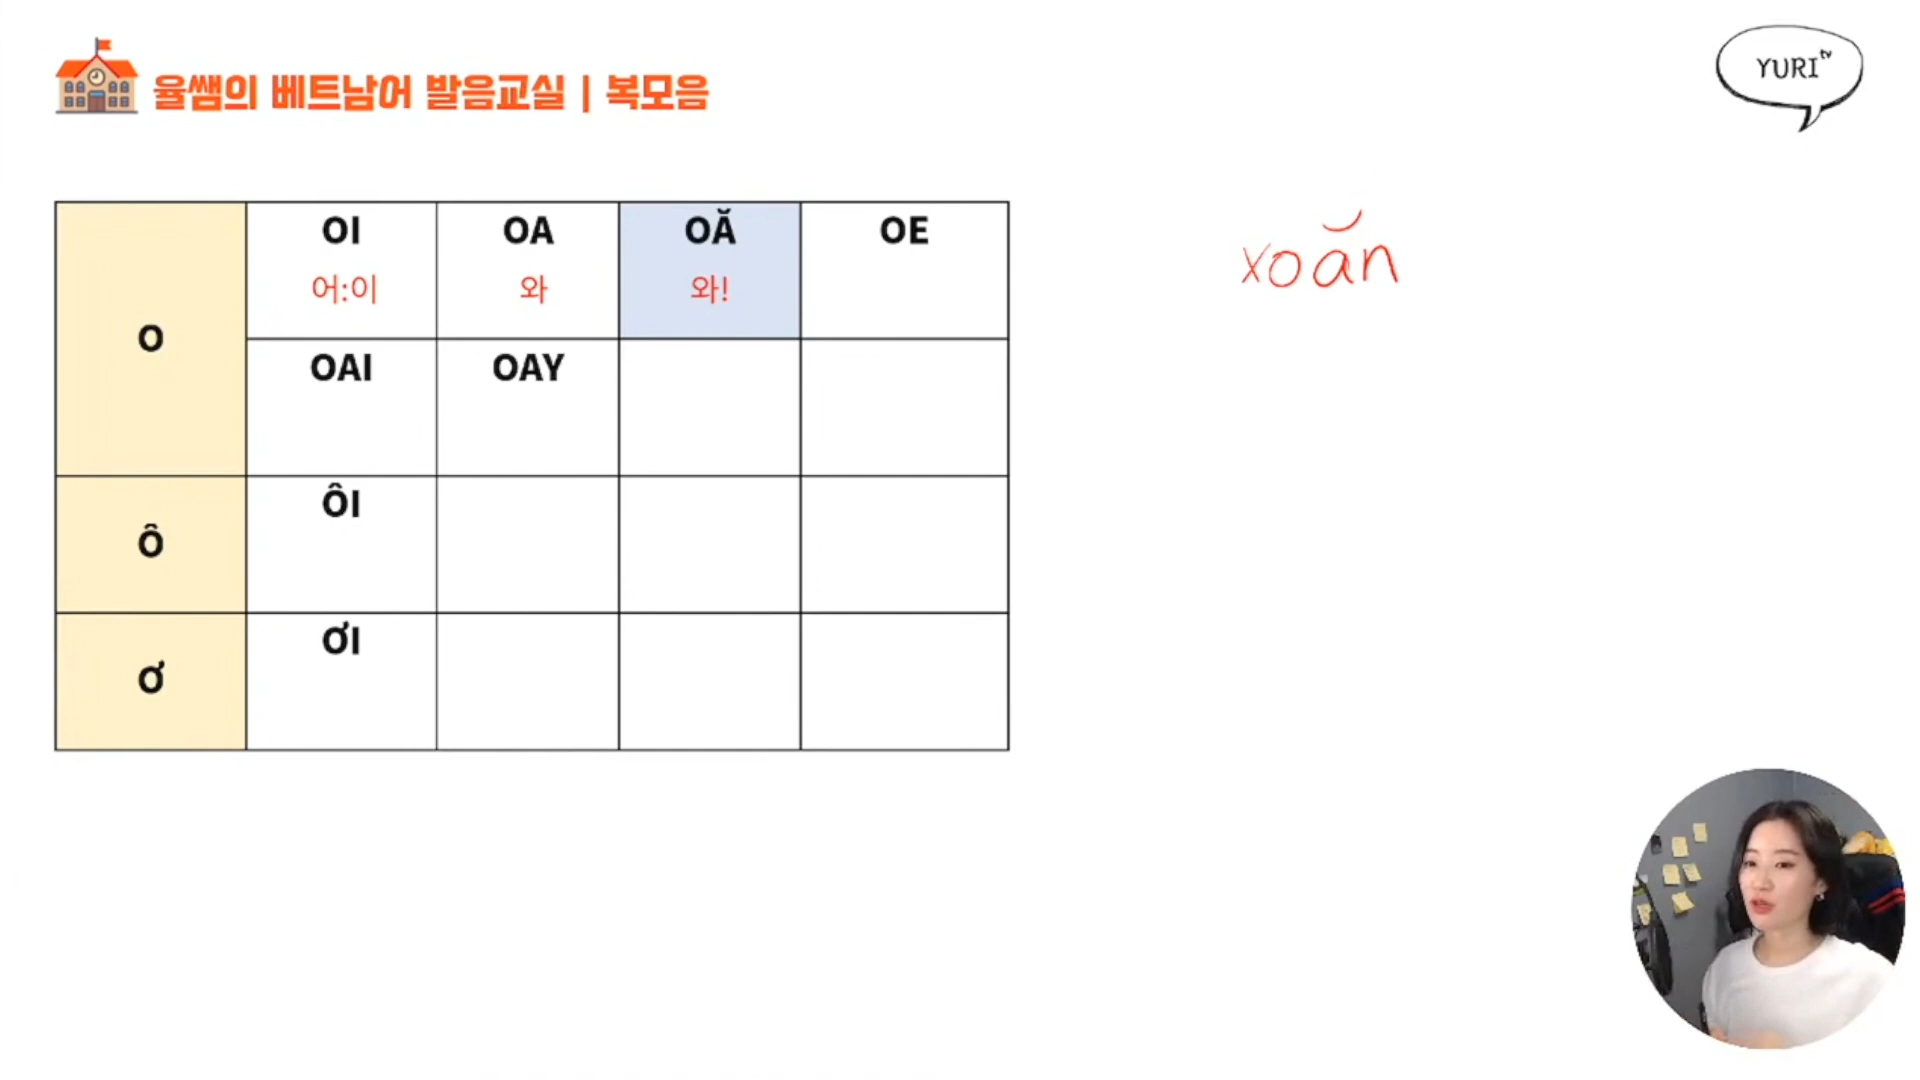 율쌤의 베트남어 발음교실 | 복모음
YURI tv
O
OI
어:이
OA
와
OĂ
와!
OE
OAI
OAY
Ô
ÔI
Ơ
ƠI
xoăn